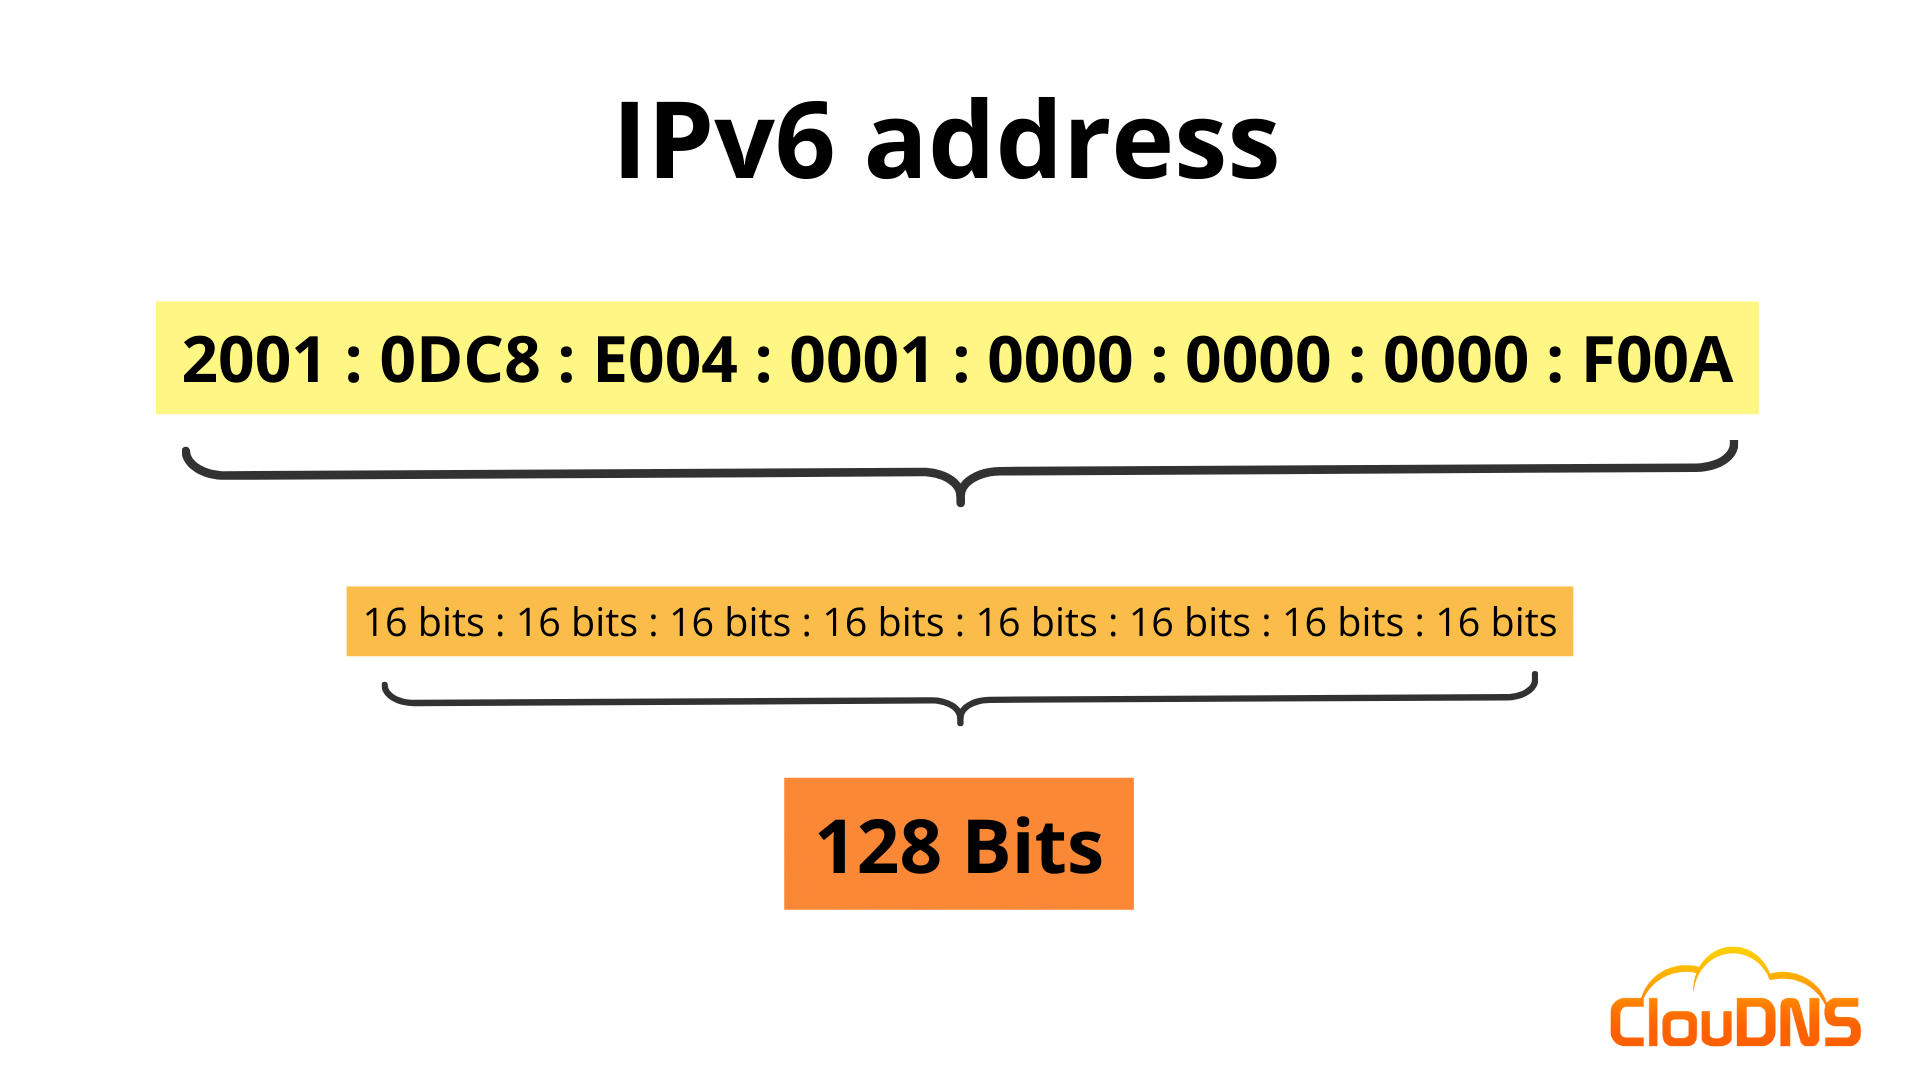 IPv6 address
2001 : 0DC8 : E004 : 0001 : 0000 : 0000 : 0000 : F00A
16 bits : 16 bits : 16 bits : 16 bits : 16 bits : 16 bits : 16 bits : 16 bits
128 Bits
ClouDNS